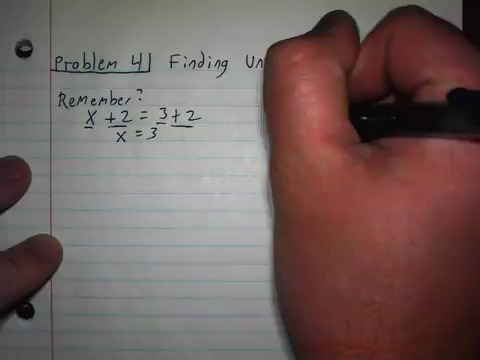 Problem 4 Finding Un
Remember?
x + 2 = 3 + 2
x = 3